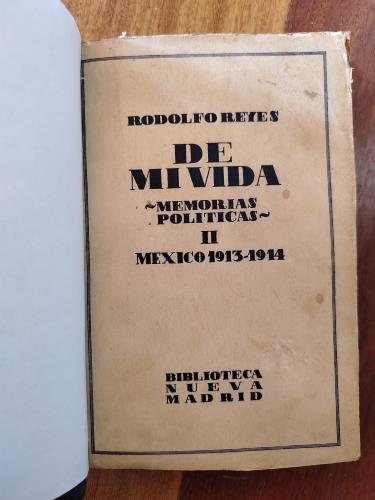 RODOLFO REYES
DE
MI VIDA
~MEMORIAS
POLITICAS~
II
MEXICO 1913-1914
BIBLIOTECA
NUEVA
MADRID